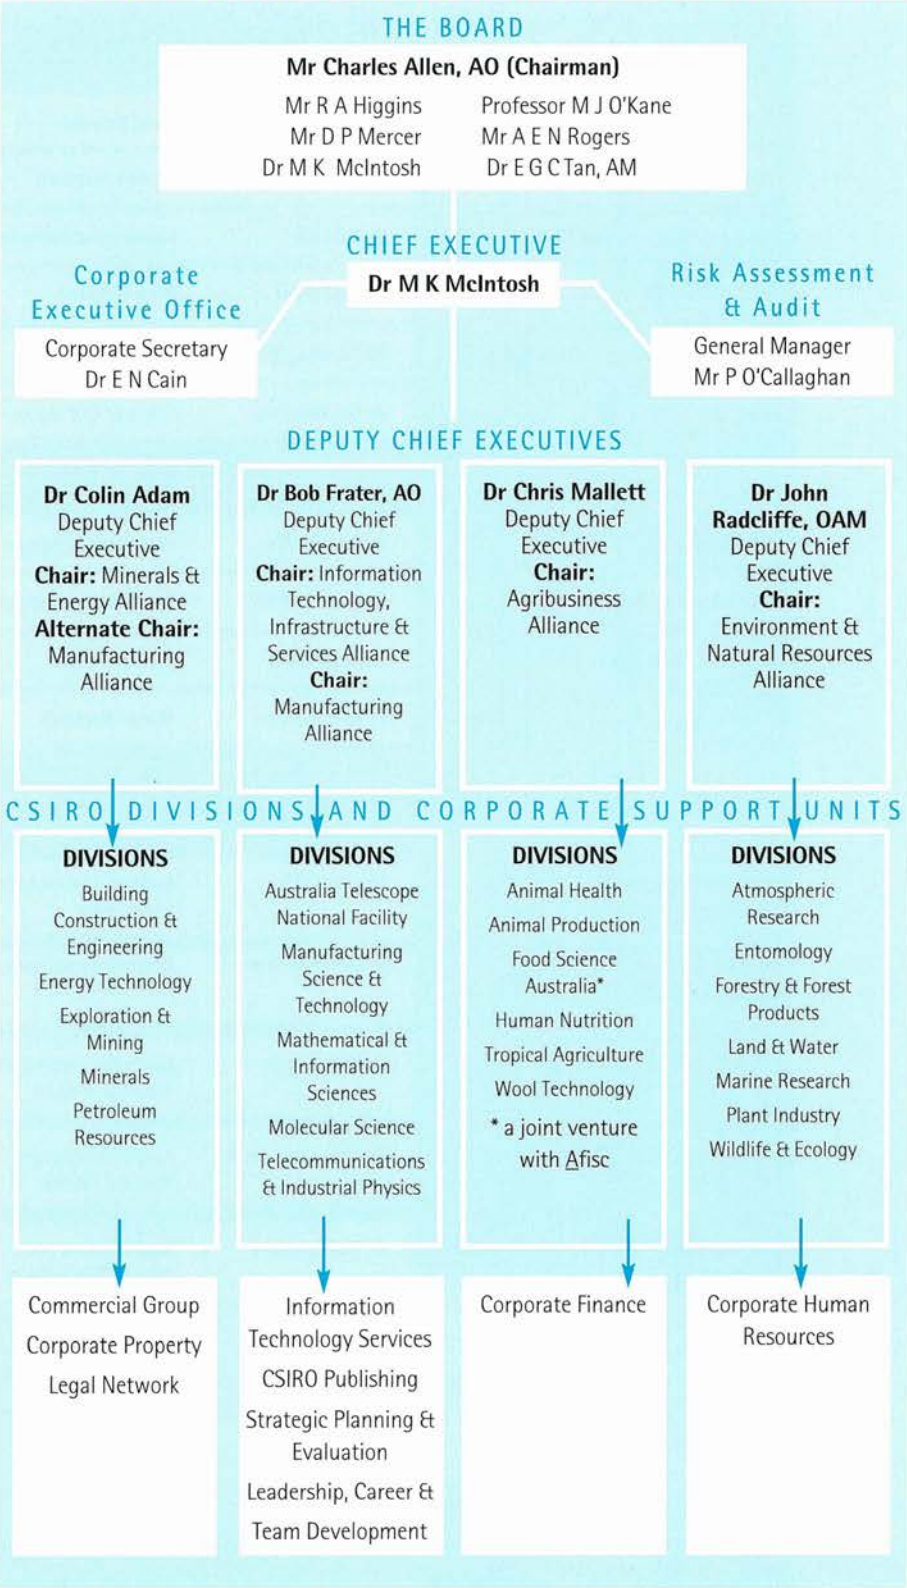 THE BOARD
Mr Charles Allen, AO (Chairman)
Mr R A Higgins
Mr D P Mercer
Dr M K McIntosh
Professor M J O'Kane
Mr A E N Rogers
Dr E G C Tan, AM
CHIEF EXECUTIVE
Dr M K McIntosh
Corporate
Executive Office
Corporate Secretary
Dr E N Cain
Risk Assessment
& Audit
General Manager
Mr P O'Callaghan
DEPUTY CHIEF EXECUTIVES
Dr Colin Adam
Deputy Chief
Executive
Chair: Minerals &
Energy Alliance
Alternate Chair:
Manufacturing
Alliance
Dr Bob Frater, AO
Deputy Chief
Executive
Chair: Information
Technology,
Infrastructure &
Services Alliance
Chair:
Manufacturing
Alliance
Dr Chris Mallett
Deputy Chief
Executive
Chair:
Agribusiness
Alliance
Dr John
Radcliffe, OAM
Deputy Chief
Executive
Chair:
Environment &
Natural Resources
Alliance
CSIRO DIVISIONS AND CORPORATE SUPPORT UNITS
DIVISIONS
Building
Construction &
Engineering
Energy Technology
Exploration &
Mining
Minerals
Petroleum
Resources
DIVISIONS
Australia Telescope
National Facility
Manufacturing
Science &
Technology
Mathematical &
Information
Sciences
Molecular Science
Telecommunications
& Industrial Physics
DIVISIONS
Animal Health
Animal Production
Food Science
Australia*
Human Nutrition
Tropical Agriculture
Wool Technology
* a joint venture
with Afisc
DIVISIONS
Atmospheric
Research
Entomology
Forestry & Forest
Products
Land & Water
Marine Research
Plant Industry
Wildlife & Ecology
Commercial Group
Corporate Property
Legal Network
Information
Technology Services
CSIRO Publishing
Strategic Planning &
Evaluation
Leadership, Career &
Team Development
Corporate Finance
Corporate Human
Resources